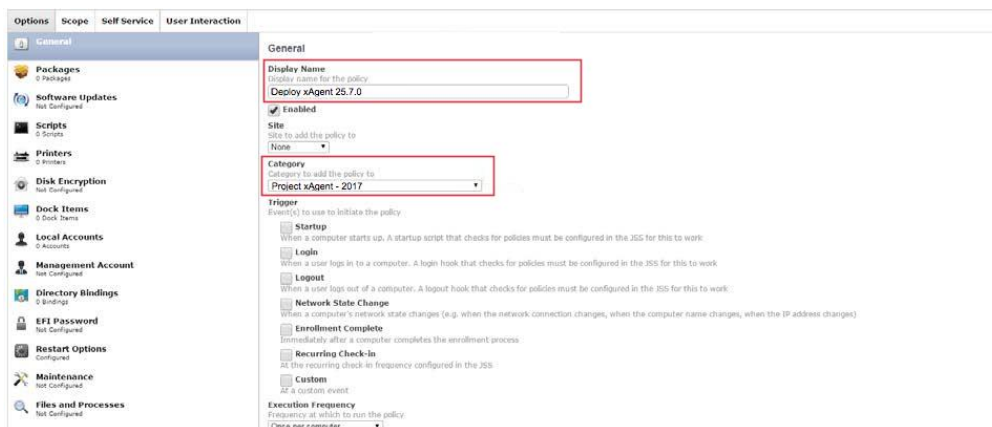 Options Scope Self Service User Interaction
General
Packages
0 Packages
Software Updates
Not Configured
Scripts
0 Scripts
Printers
0 Printers
Disk Encryption
Not Configured
Dock Items
0 Dock Items
Local Accounts
0 Accounts
Management Account
Not Configured
Directory Bindings
0 Bindings
EFI Password
Not Configured
Restart Options
Configured
Maintenance
Not Configured
Files and Processes
Not Configured
General
Display Name
Display name for the policy
Deploy xAgent 25.7.0
Enabled
Site
Site to add the policy to
None
Category
Category to add the policy to
Project xAgent - 2017
Trigger
Event(s) to use to initiate the policy
Startup
When a computer starts up. A startup script that checks for policies must be configured in the JSS for this to work
Login
When a user logs in to a computer. A login hook that checks for policies must be configured in the JSS for this to work
Logout
When a user logs out of a computer. A logout hook that checks for policies must be configured in the JSS for this to work
Network State Change
When a computer's network state changes (e.g. when the network connection changes, when the computer name changes, when the IP address changes)
Enrollment Complete
Immediately after a computer completes the enrollment process
Recurring Check-in
At the recurring check-in frequency configured in the JSS
Custom
At a custom event
Execution Frequency
Frequency at which to run the policy
Once per computer